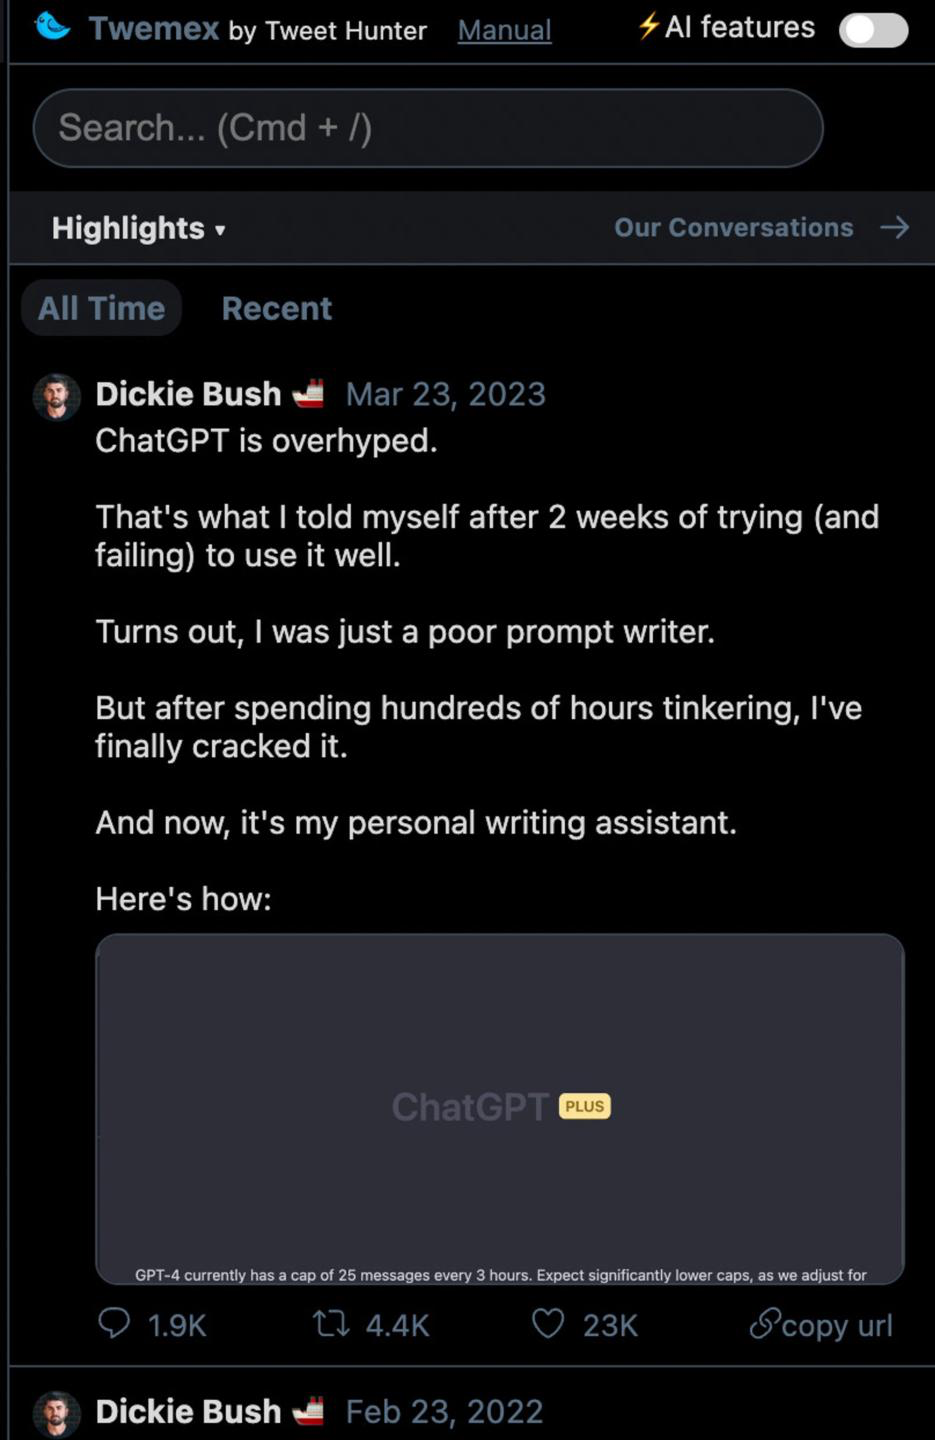 Twemex by Tweet Hunter Manual ⚡AI features
Search... (Cmd + /)
Highlights ▾ Our Conversations →
All Time Recent
Dickie Bush 🚢 Mar 23, 2023
ChatGPT is overhyped.
That's what I told myself after 2 weeks of trying (and
failing) to use it well.
Turns out, I was just a poor prompt writer.
But after spending hundreds of hours tinkering, I've
finally cracked it.
And now, it's my personal writing assistant.
Here's how:
ChatGPT PLUS
GPT-4 currently has a cap of 25 messages every 3 hours. Expect significantly lower caps, as we adjust for
1.9K 4.4K 23K copy url
Dickie Bush 🚢 Feb 23, 2022